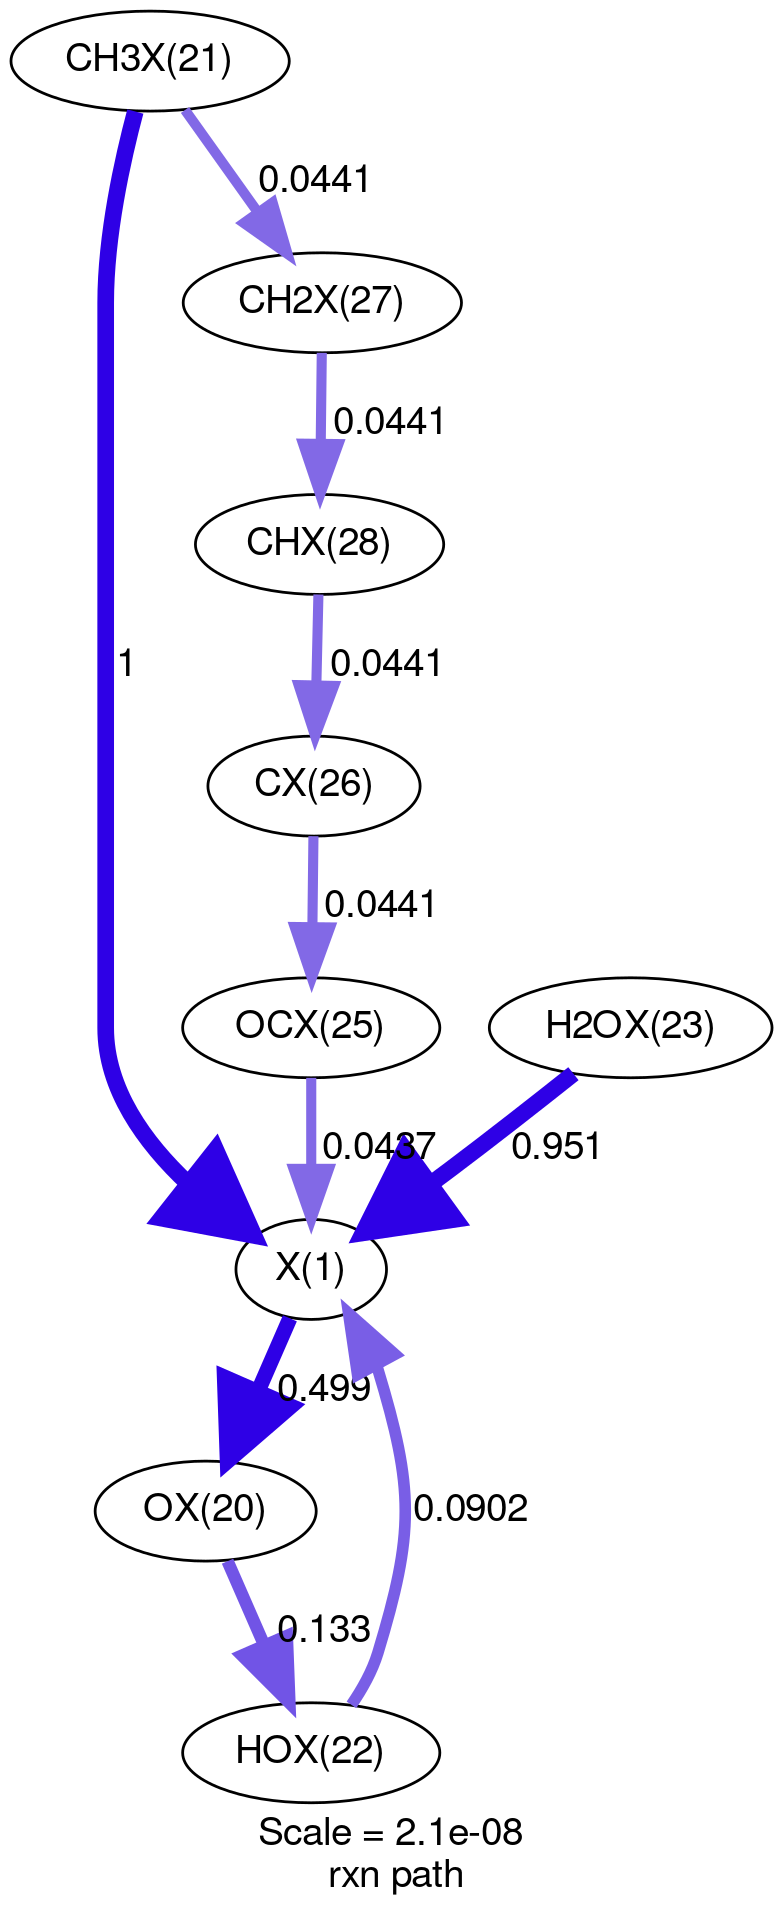 CH3X(21)
0.0441
CH2X(27)
0.0441
CHX(28)
1
0.0441
CX(26)
0.0441
OCX(25)
H2OX(23)
0.0437
0.951
X(1)
0.499
OX(20)
0.0902
0.133
HOX(22)
Scale = 2.1e-08
rxn path